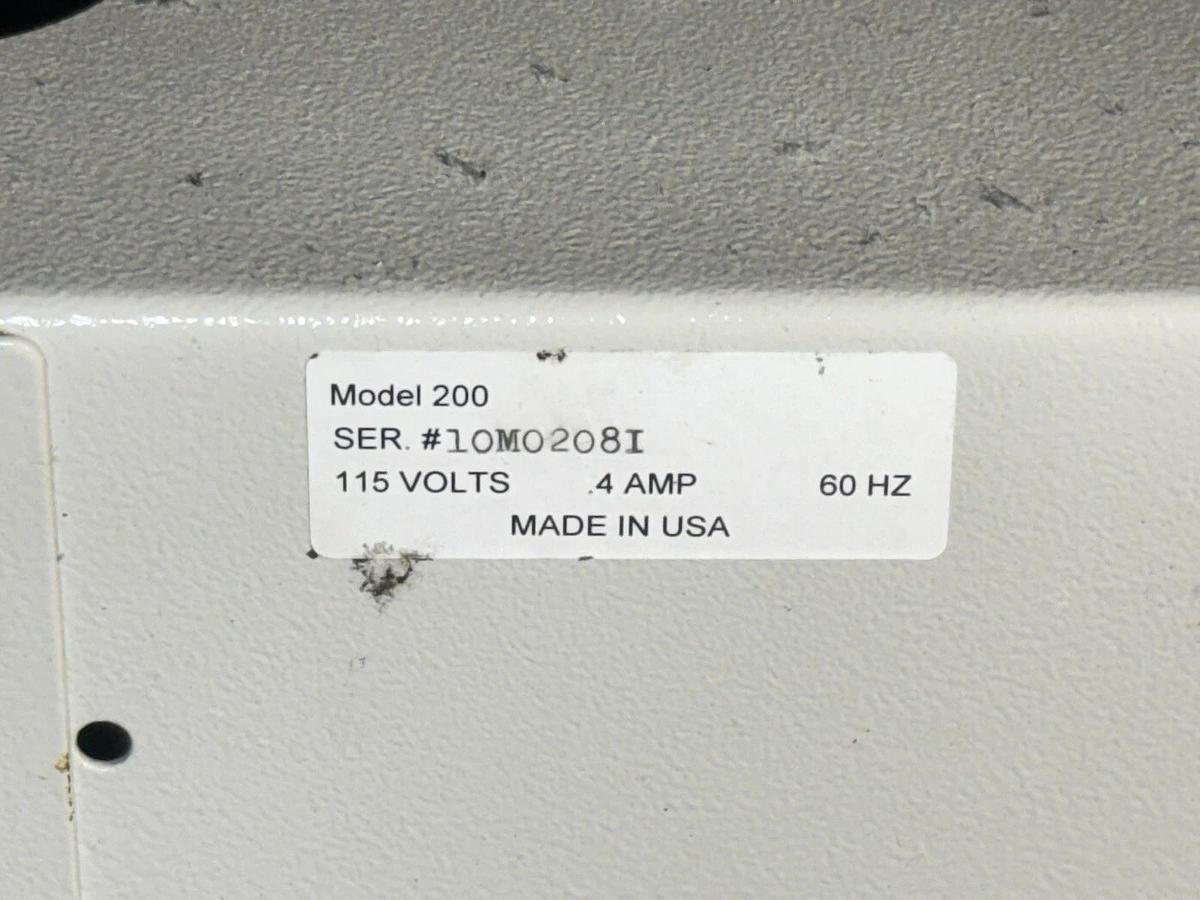 Model 200
SER. #10M0208I
115 VOLTS .4 AMP 60 HZ
MADE IN USA